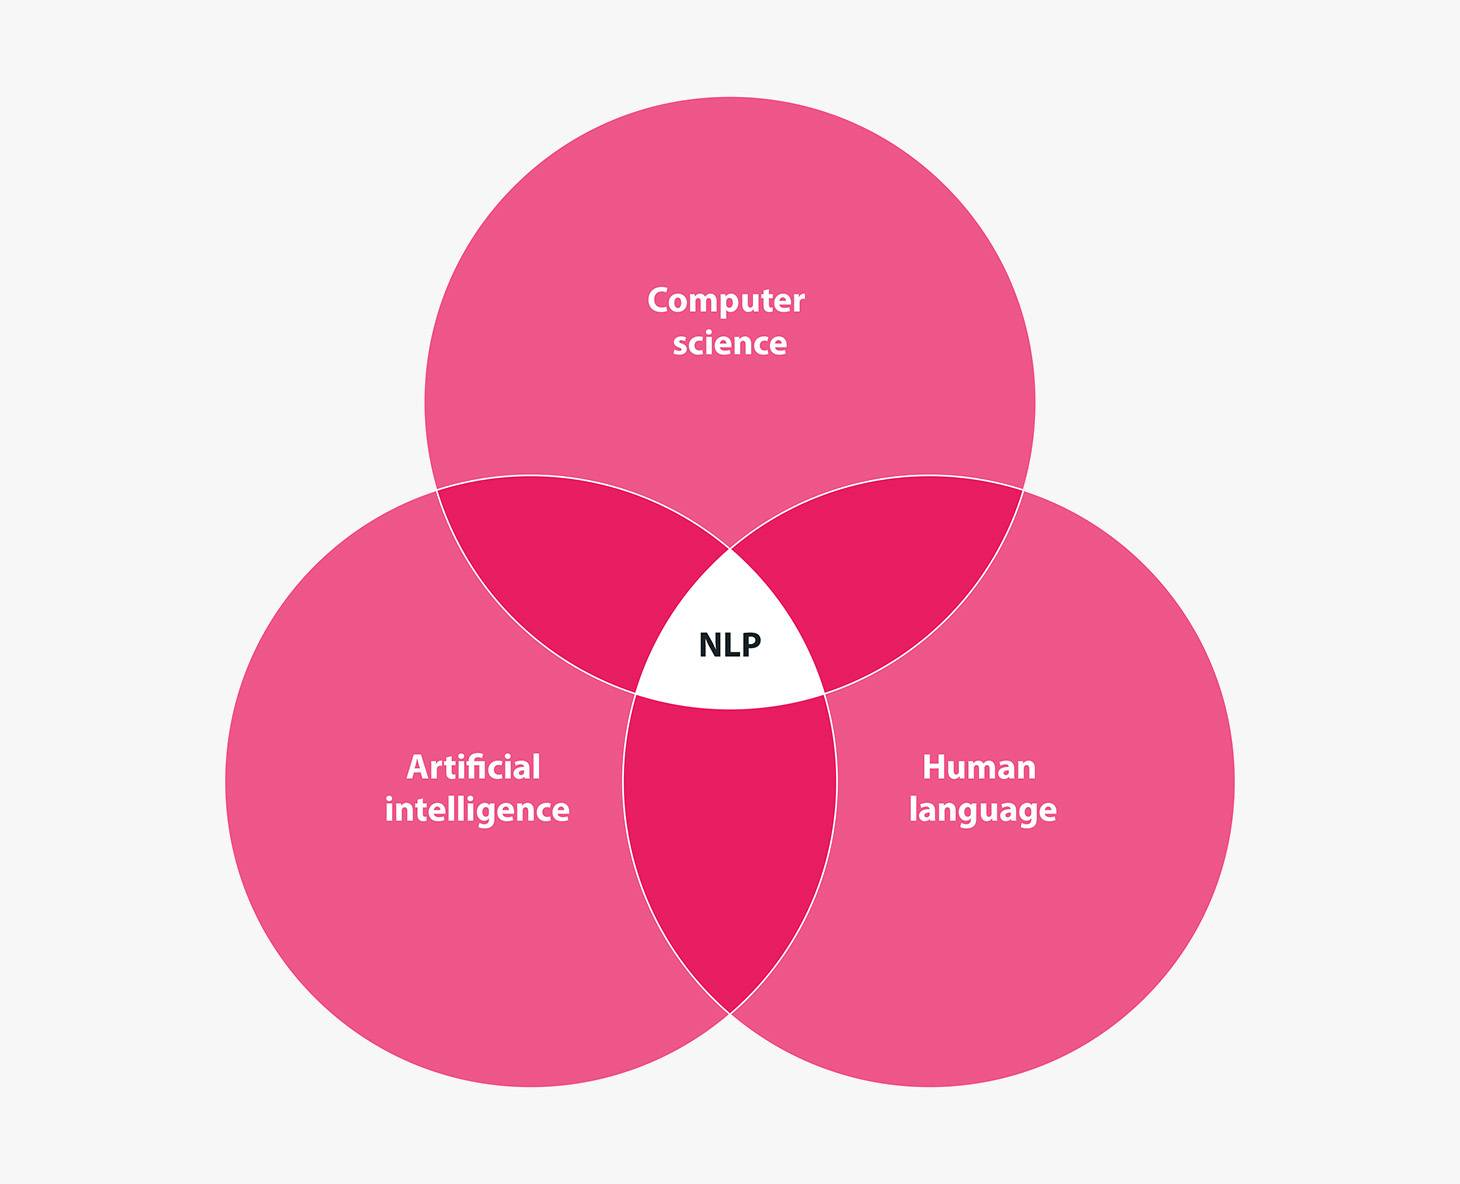 Computer
science
NLP
Artificial
intelligence
Human
language